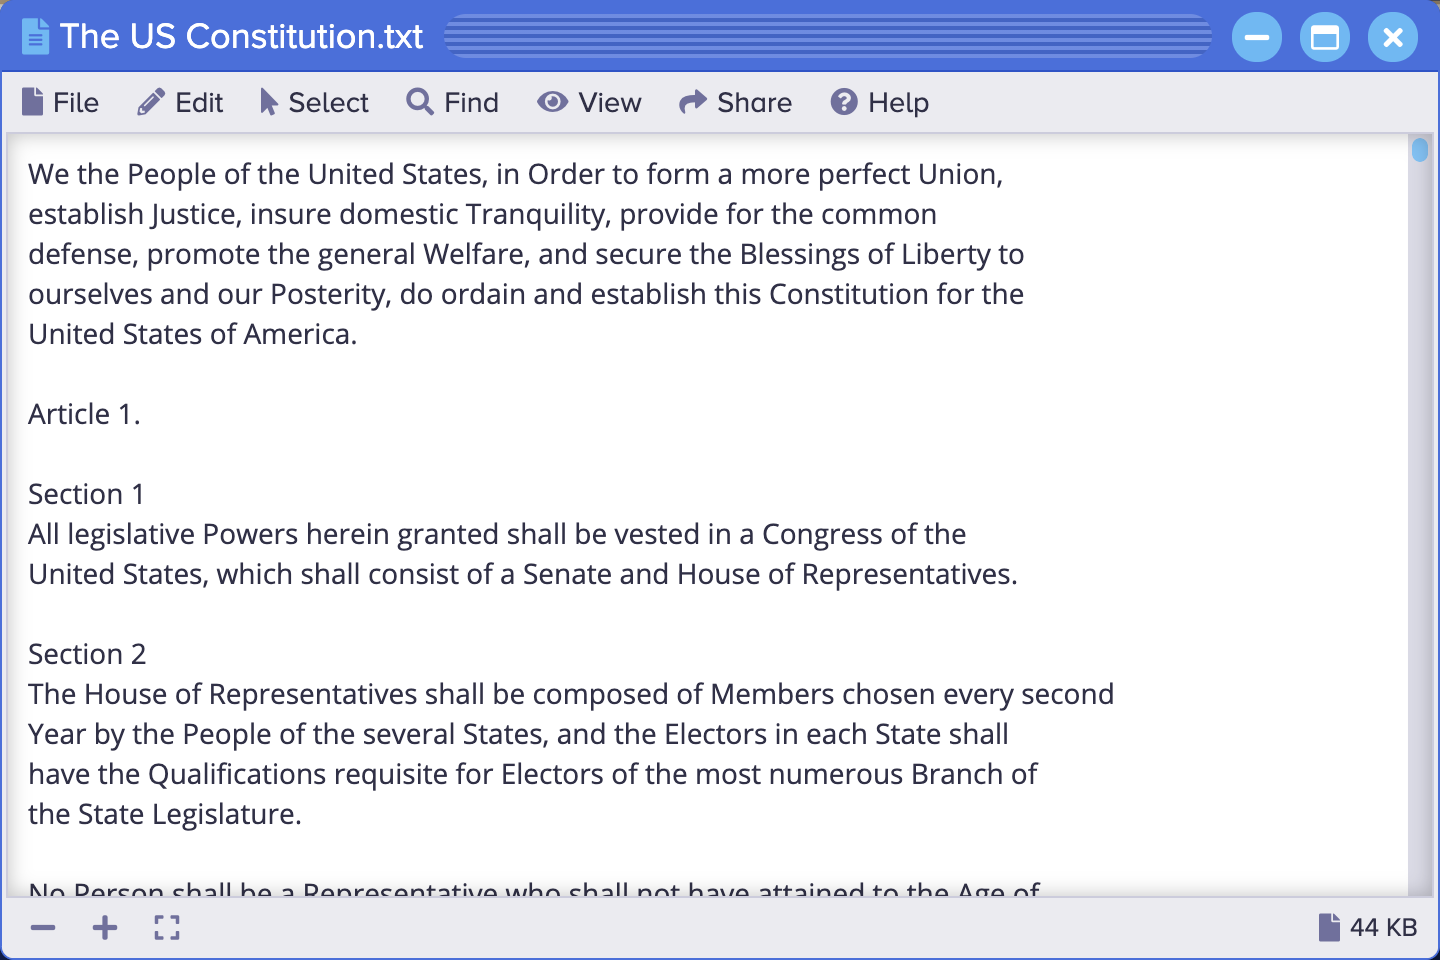 The US Constitution.txt
File Edit Select Find View Share Help
We the People of the United States, in Order to form a more perfect Union,
establish Justice, insure domestic Tranquility, provide for the common
defense, promote the general Welfare, and secure the Blessings of Liberty to
ourselves and our Posterity, do ordain and establish this Constitution for the
United States of America.
Article 1.
Section 1
All legislative Powers herein granted shall be vested in a Congress of the
United States, which shall consist of a Senate and House of Representatives.
Section 2
The House of Representatives shall be composed of Members chosen every second
Year by the People of the several States, and the Electors in each State shall
have the Qualifications requisite for Electors of the most numerous Branch of
the State Legislature.
No Person shall be a Representative who shall not have attained to the Age of
44 KB